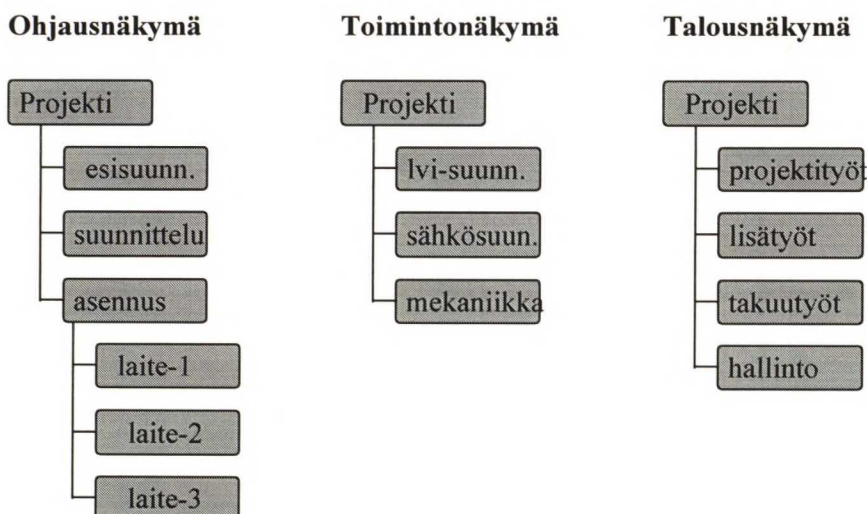 Ohjausnäkymä
Projekti
esisuunn.
suunnittelu
asennus
laite-1
laite-2
laite-3
Toimintonäkymä
Projekti
lvi-suunn.
sähkösuun.
mekaniikka
Talousnäkymä
Projekti
projektityöt
lisätyöt
takuutyöt
hallinto